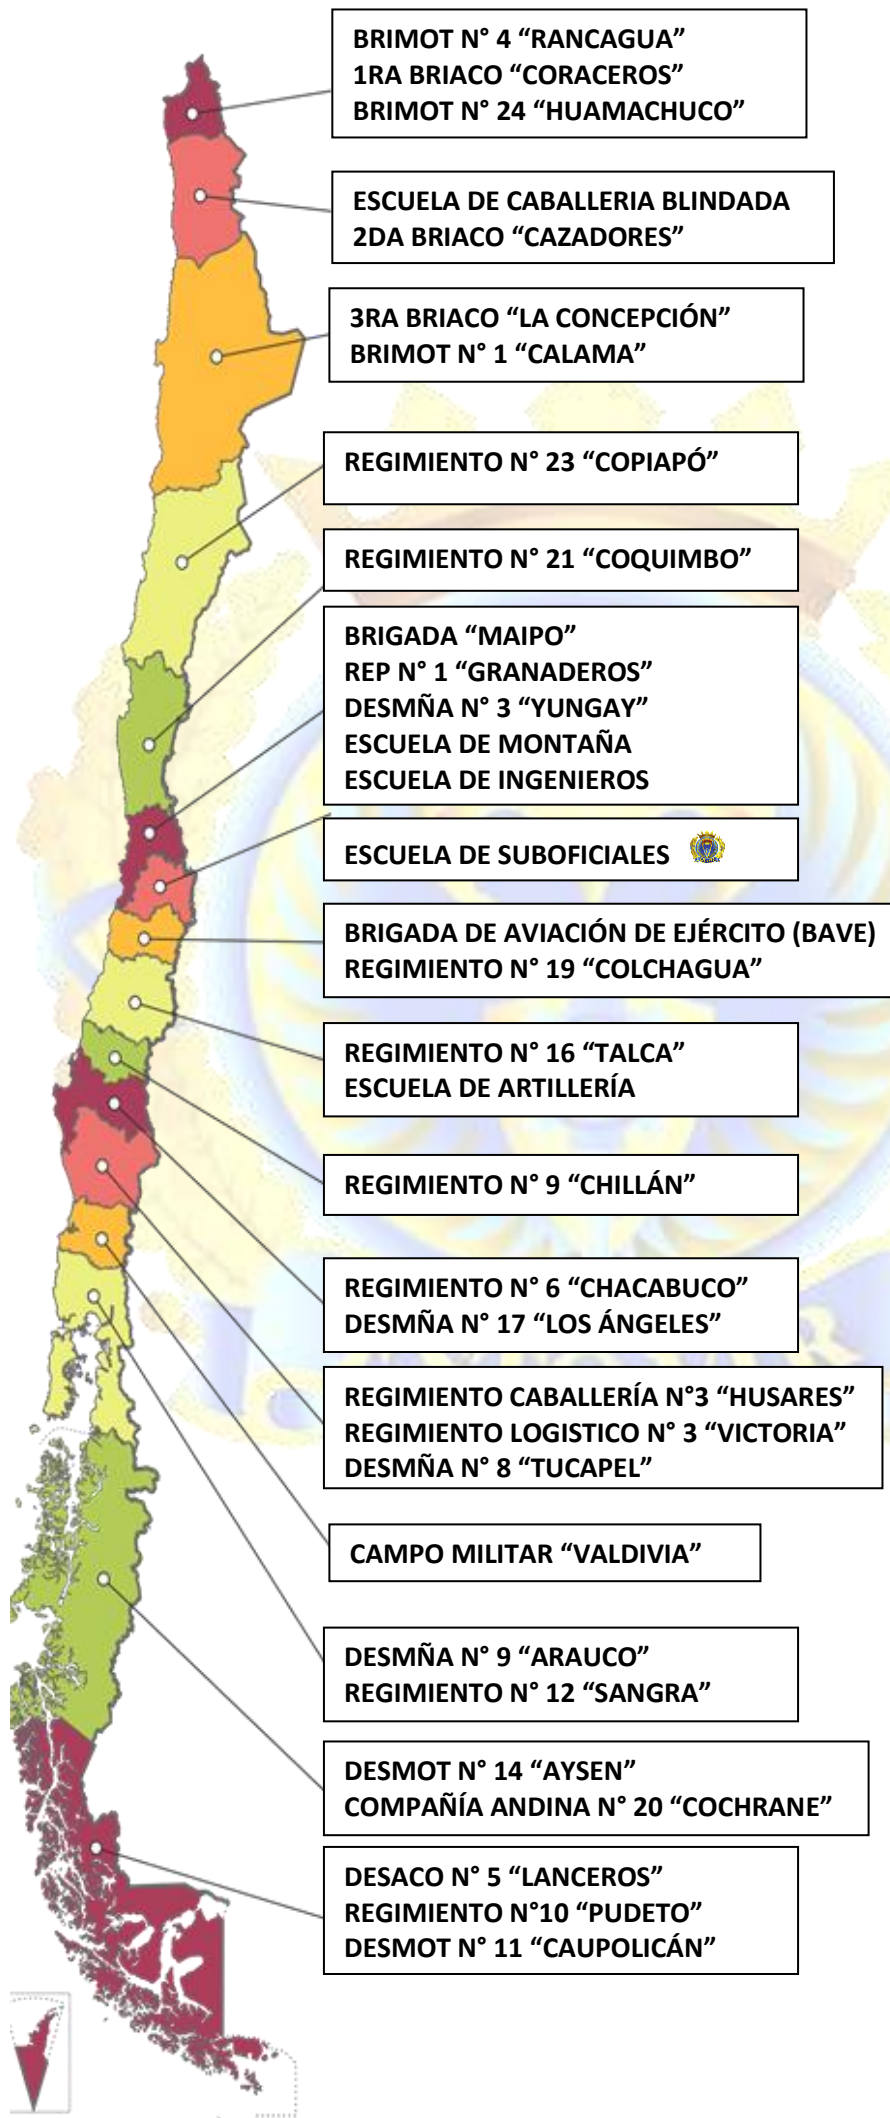 BRIMOT N° 4 “RANCAGUA”
1RA BRIACO “CORACEROS”
BRIMOT N° 24 “HUAMACHUCO”
ESCUELA DE CABALLERIA BLINDADA
2DA BRIACO “CAZADORES”
3RA BRIACO “LA CONCEPCIÓN”
BRIMOT N° 1 “CALAMA”
REGIMIENTO N° 23 “COPIAPÓ”
REGIMIENTO N° 21 “COQUIMBO”
BRIGADA “MAIPO”
REP N° 1 “GRANADEROS”
DESMÑA N° 3 “YUNGAY”
ESCUELA DE MONTAÑA
ESCUELA DE INGENIEROS
ESCUELA DE SUBOFICIALES
BRIGADA DE AVIACIÓN DE EJÉRCITO (BAVE)
REGIMIENTO N° 19 “COLCHAGUA”
REGIMIENTO N° 16 “TALCA”
ESCUELA DE ARTILLERÍA
REGIMIENTO N° 9 “CHILLÁN”
REGIMIENTO N° 6 “CHACABUCO”
DESMÑA N° 17 “LOS ÁNGELES”
REGIMIENTO CABALLERÍA N°3 “HUSARES”
REGIMIENTO LOGISTICO N° 3 “VICTORIA”
DESMÑA N° 8 “TUCAPEL”
CAMPO MILITAR “VALDIVIA”
DESMÑA N° 9 “ARAUCO”
REGIMIENTO N° 12 “SANGRA”
DESMOT N° 14 “AYSEN”
COMPAÑÍA ANDINA N° 20 “COCHRANE”
DESACO N° 5 “LANCEROS”
REGIMIENTO N°10 “PUDETO”
DESMOT N° 11 “CAUPOLICÁN”